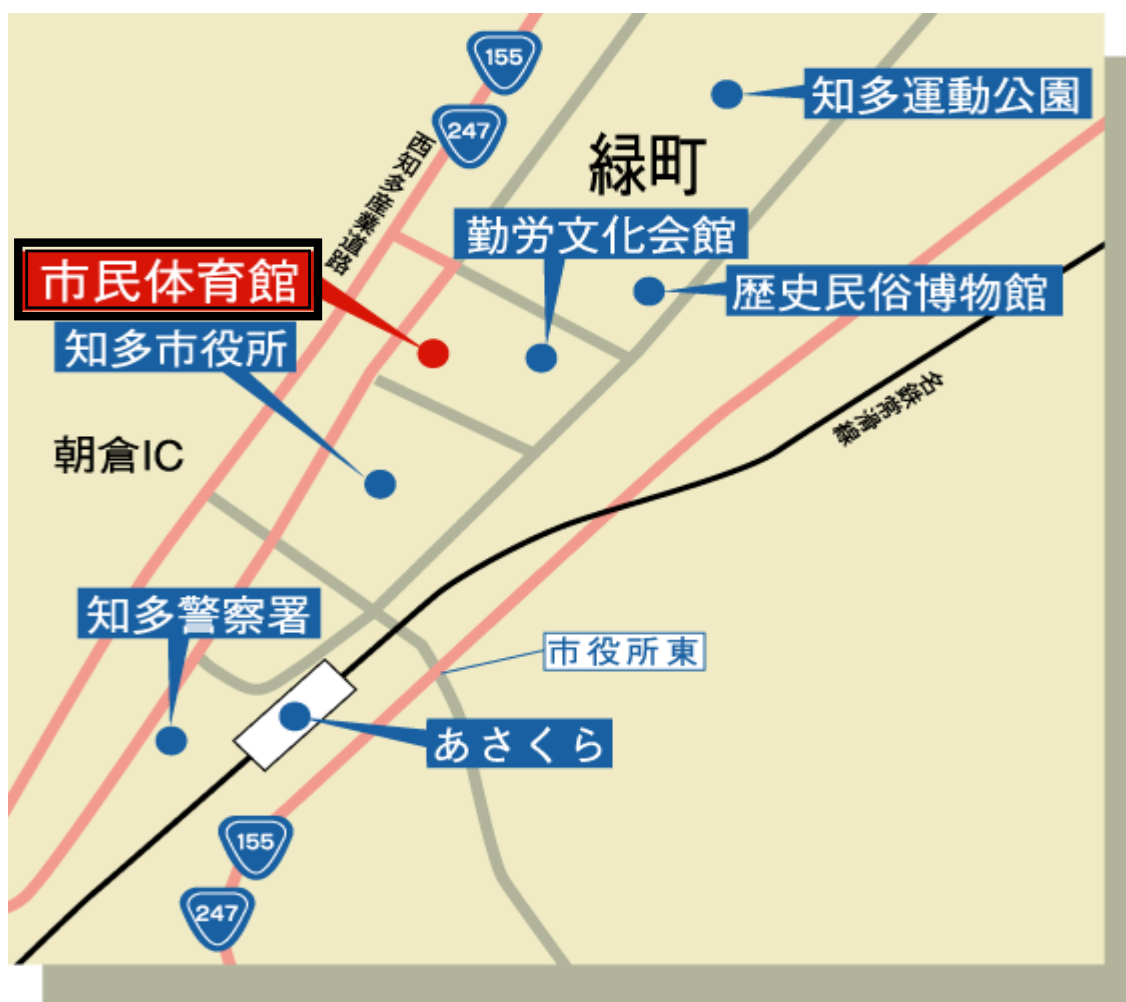 155
知多運動公園
247
西知多産業道路
緑町
勤労文化会館
市民体育館
歴史民俗博物館
知多市役所
名鉄常滑線
朝倉IC
知多警察署
市役所東
あさくら
155
247